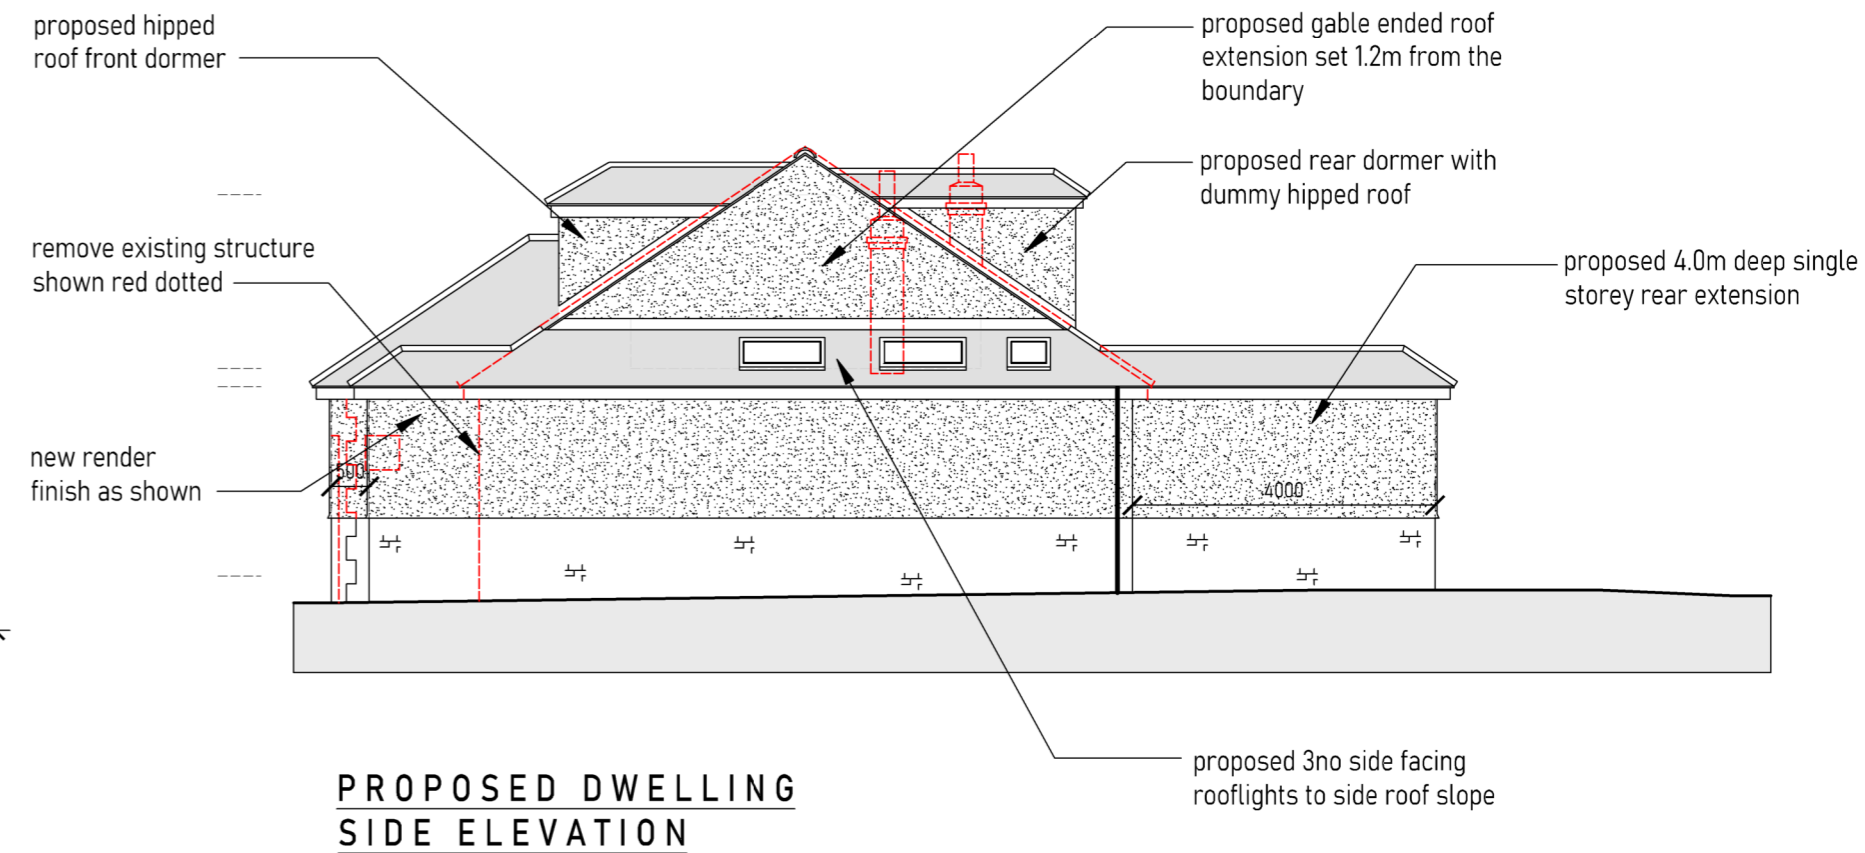 proposed hipped
roof front dormer
proposed gable ended roof
extension set 1.2m from the
boundary
proposed rear dormer with
dummy hipped roof
remove existing structure
shown red dotted
proposed 4.0m deep single
storey rear extension
new render
finish as shown
500
4000
proposed 3no side facing
rooflights to side roof slope
PROPOSED DWELLING
SIDE ELEVATION